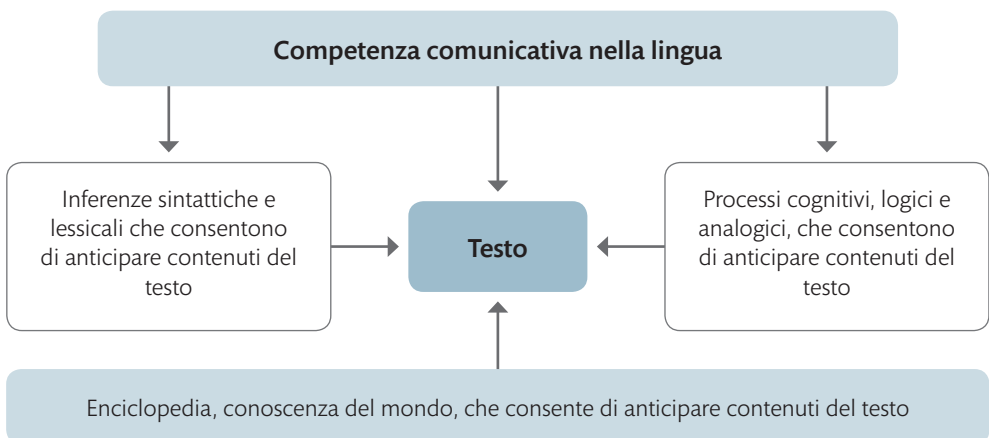 Competenza comunicativa nella lingua
Inferenze sintattiche e
lessicali che consentono
di anticipare contenuti del
testo
Testo
Processi cognitivi, logici e
analogici, che consentono
di anticipare contenuti del
testo
Enciclopedia, conoscenza del mondo, che consente di anticipare contenuti del testo